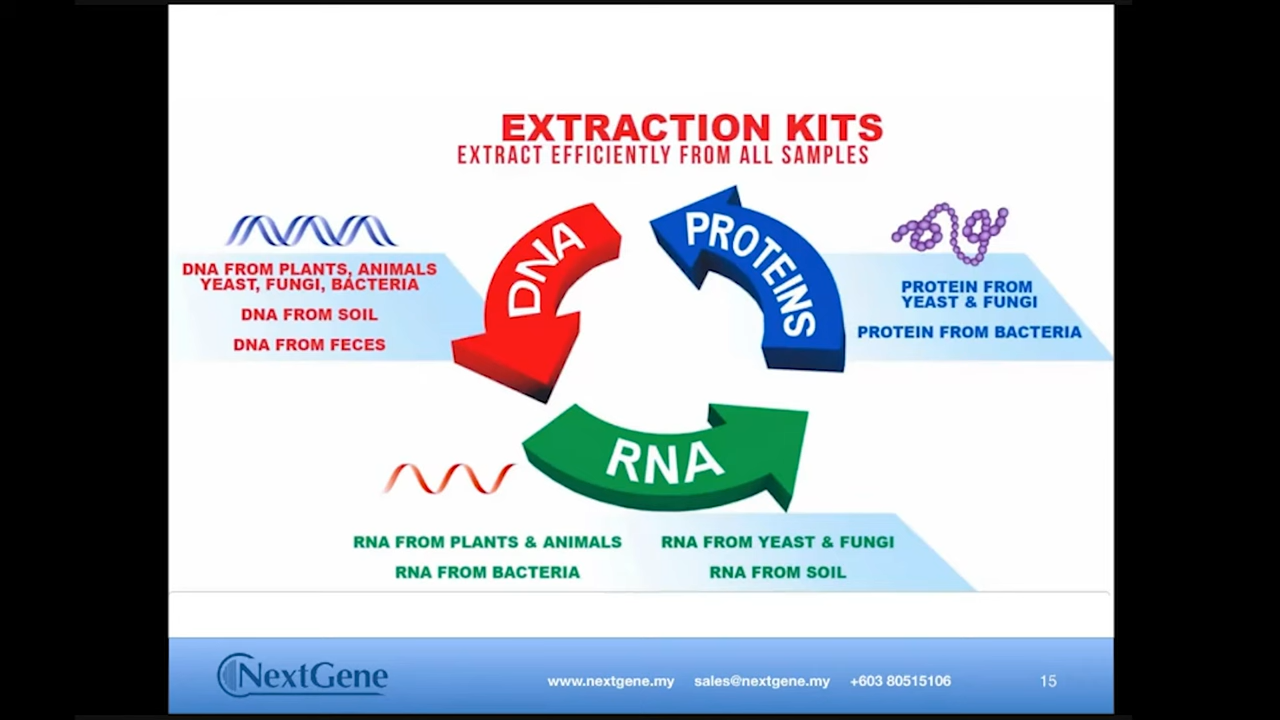 EXTRACTION KITS
EXTRACT EFFICIENTLY FROM ALL SAMPLES
DNA
PROTEINS
RNA
DNA FROM PLANTS, ANIMALS
YEAST, FUNGI, BACTERIA
DNA FROM SOIL
DNA FROM FECES
PROTEIN FROM
YEAST & FUNGI
PROTEIN FROM BACTERIA
RNA FROM PLANTS & ANIMALS
RNA FROM BACTERIA
RNA FROM YEAST & FUNGI
RNA FROM SOIL
NextGene
www.nextgene.my sales@nextgene.my +603 80515106 15